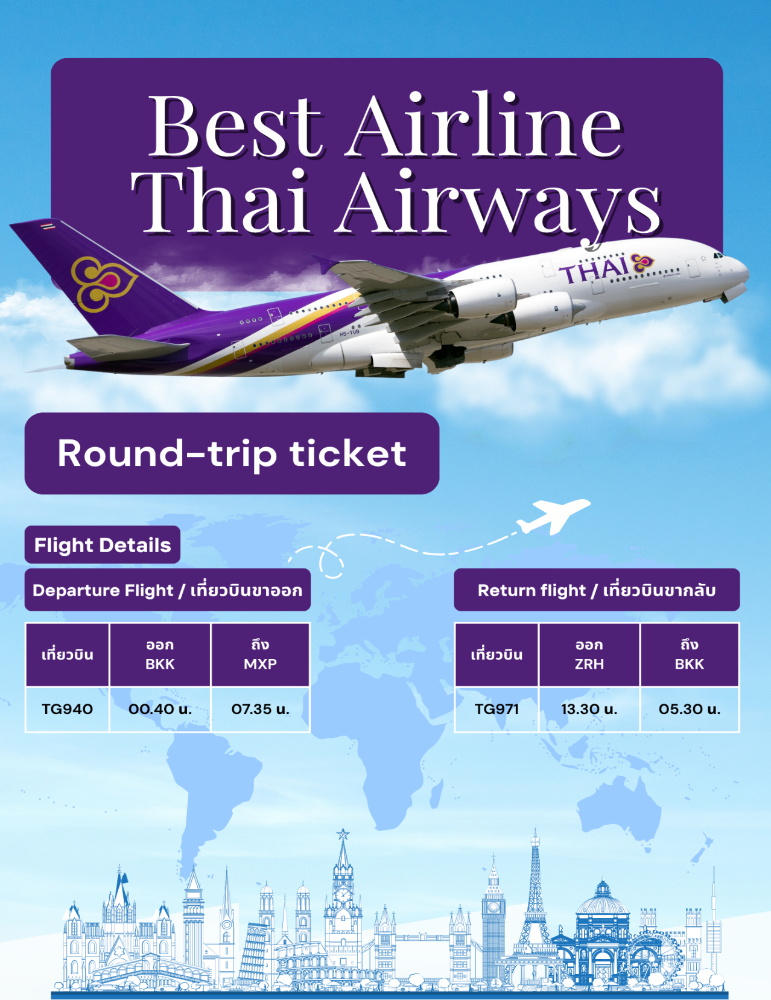 Best Airline
Thai Airways
THAI
HS-TUB
Round-trip ticket
Flight Details
Departure Flight / เที่ยวบินขาออก
เที่ยวบิน
ออก
BKK
ถึง
MXP
TG940
00.40 น.
07.35 น.
Return flight / เที่ยวบินขากลับ
เที่ยวบิน
ออก
ZRH
ถึง
BKK
TG971
13.30 น.
05.30 น.